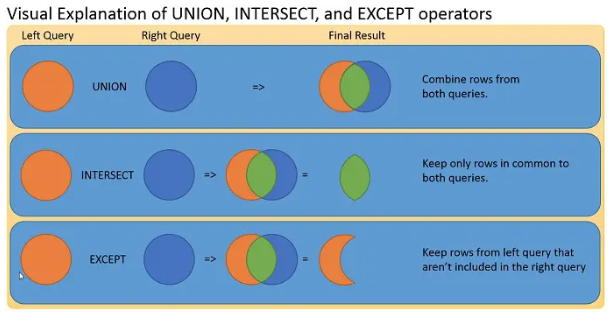 Visual Explanation of UNION, INTERSECT, and EXCEPT operators
Left Query Right Query Final Result
UNION => Combine rows from
both queries.
INTERSECT => = Keep only rows in common to
both queries.
EXCEPT => = Keep rows from left query that
aren't included in the right query